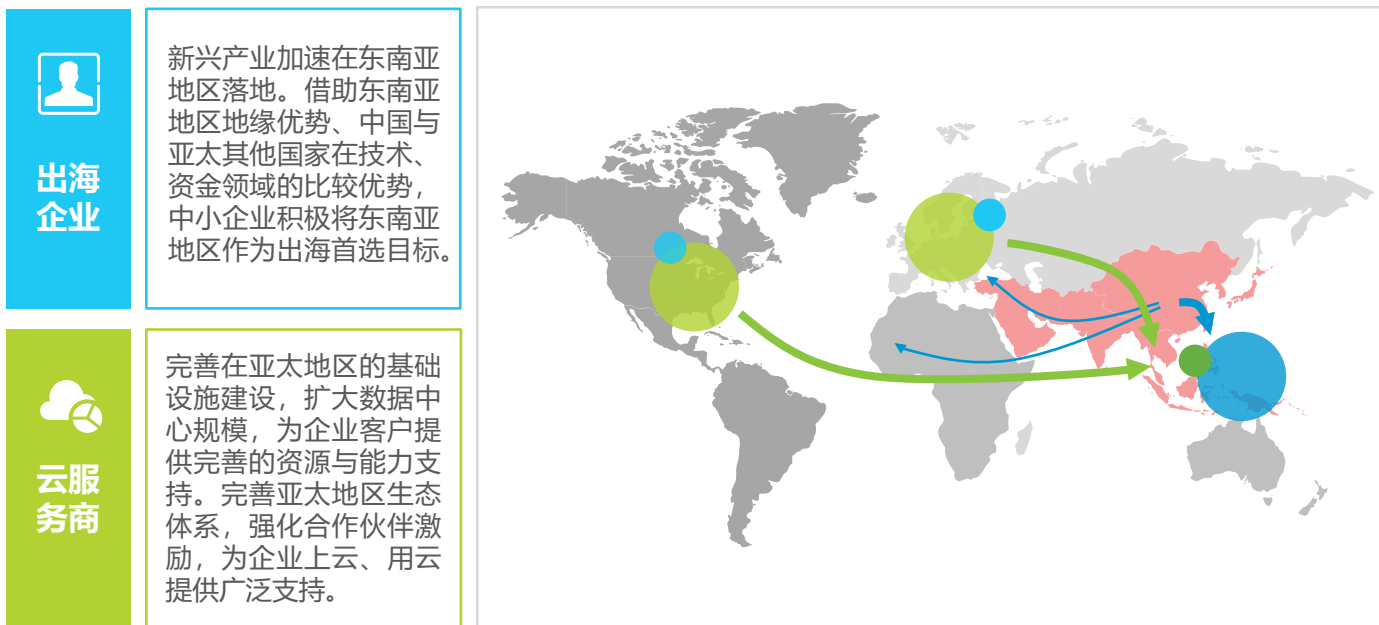 出海
企业
新兴产业加速在东南亚
地区落地。借助东南亚
地区地缘优势、中国与
亚太其他国家在技术、
资金领域的比较优势，
中小企业积极将东南亚
地区作为出海首选目标。
云服
务商
完善在亚太地区的基础
设施建设，扩大数据中
心规模，为企业客户提
供完善的资源与能力支
持。完善亚太地区生态
体系，强化合作伙伴激
励，为企业上云、用云
提供广泛支持。